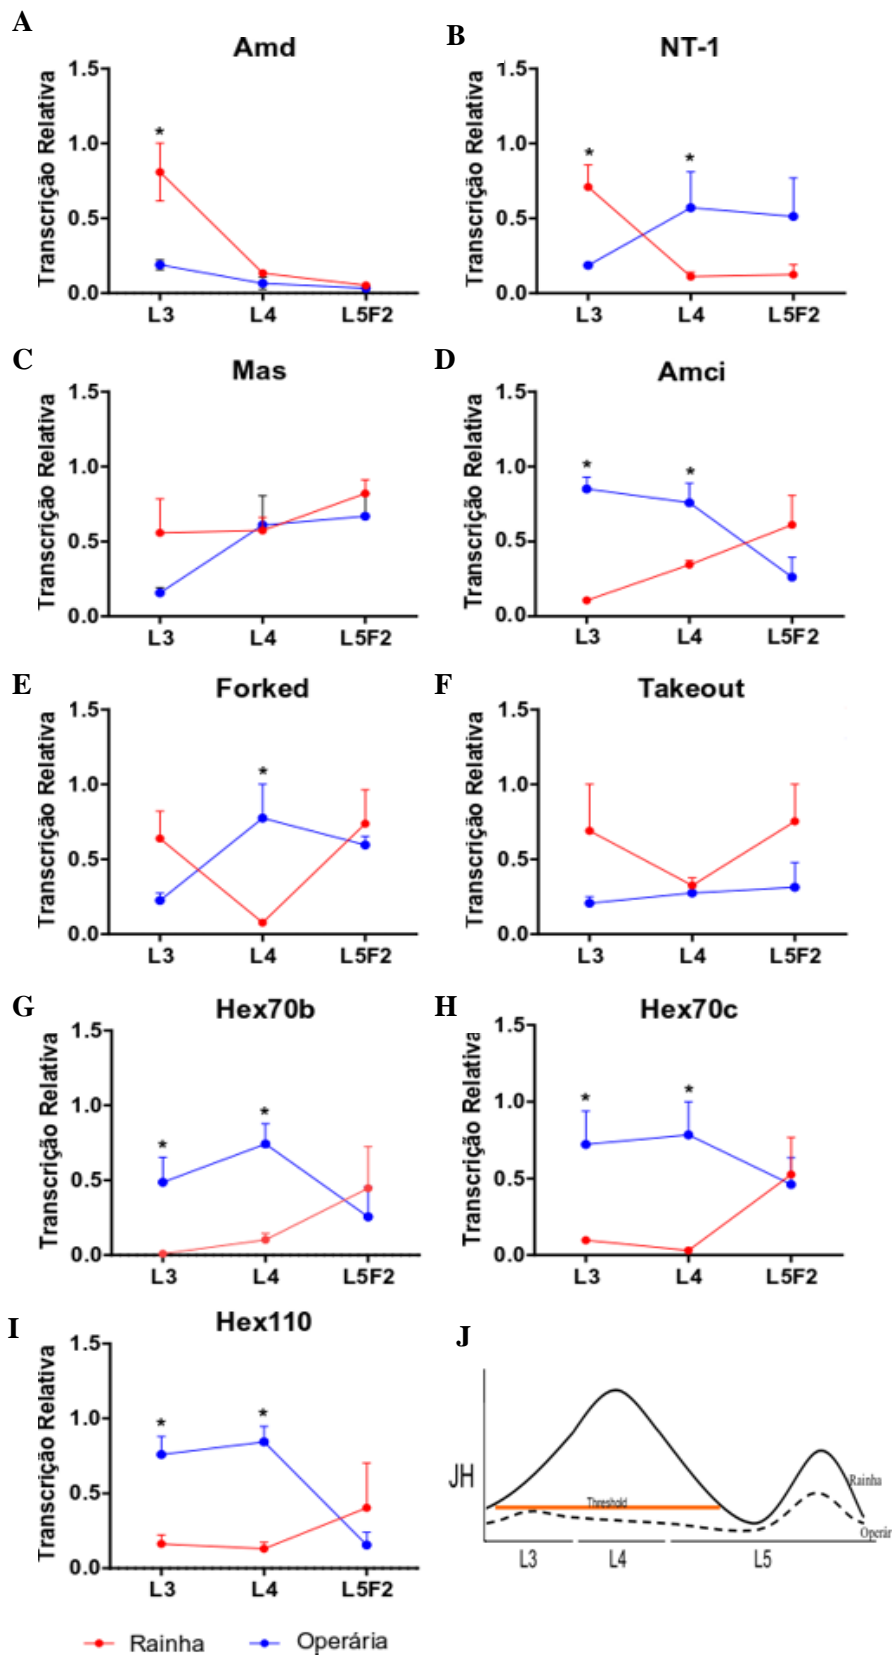 A
Amd
Transcrição Relativa
1.5
1.0
0.5
0.0
*
L3 L4 L5F2
B
NT-1
Transcrição Relativa
1.5
1.0
0.5
0.0
* *
L3 L4 L5F2
C
Mas
Transcrição Relativa
1.5
1.0
0.5
0.0
L3 L4 L5F2
D
Amci
Transcrição Relativa
1.5
1.0
0.5
0.0
* *
L3 L4 L5F2
E
Forked
Transcrição Relativa
1.5
1.0
0.5
0.0
*
L3 L4 L5F2
F
Takeout
Transcrição Relativa
1.5
1.0
0.5
0.0
L3 L4 L5F2
G
Hex70b
Transcrição Relativa
1.5
1.0
0.5
0.0
* *
L3 L4 L5F2
H
Hex70c
Transcrição Relativa
1.5
1.0
0.5
0.0
* *
L3 L4 L5F2
I
Hex110
Transcrição Relativa
1.5
1.0
0.5
0.0
* *
L3 L4 L5F2
J
JH
Threshold
Rainha
Operár
L3 L4 L5
Rainha Operária